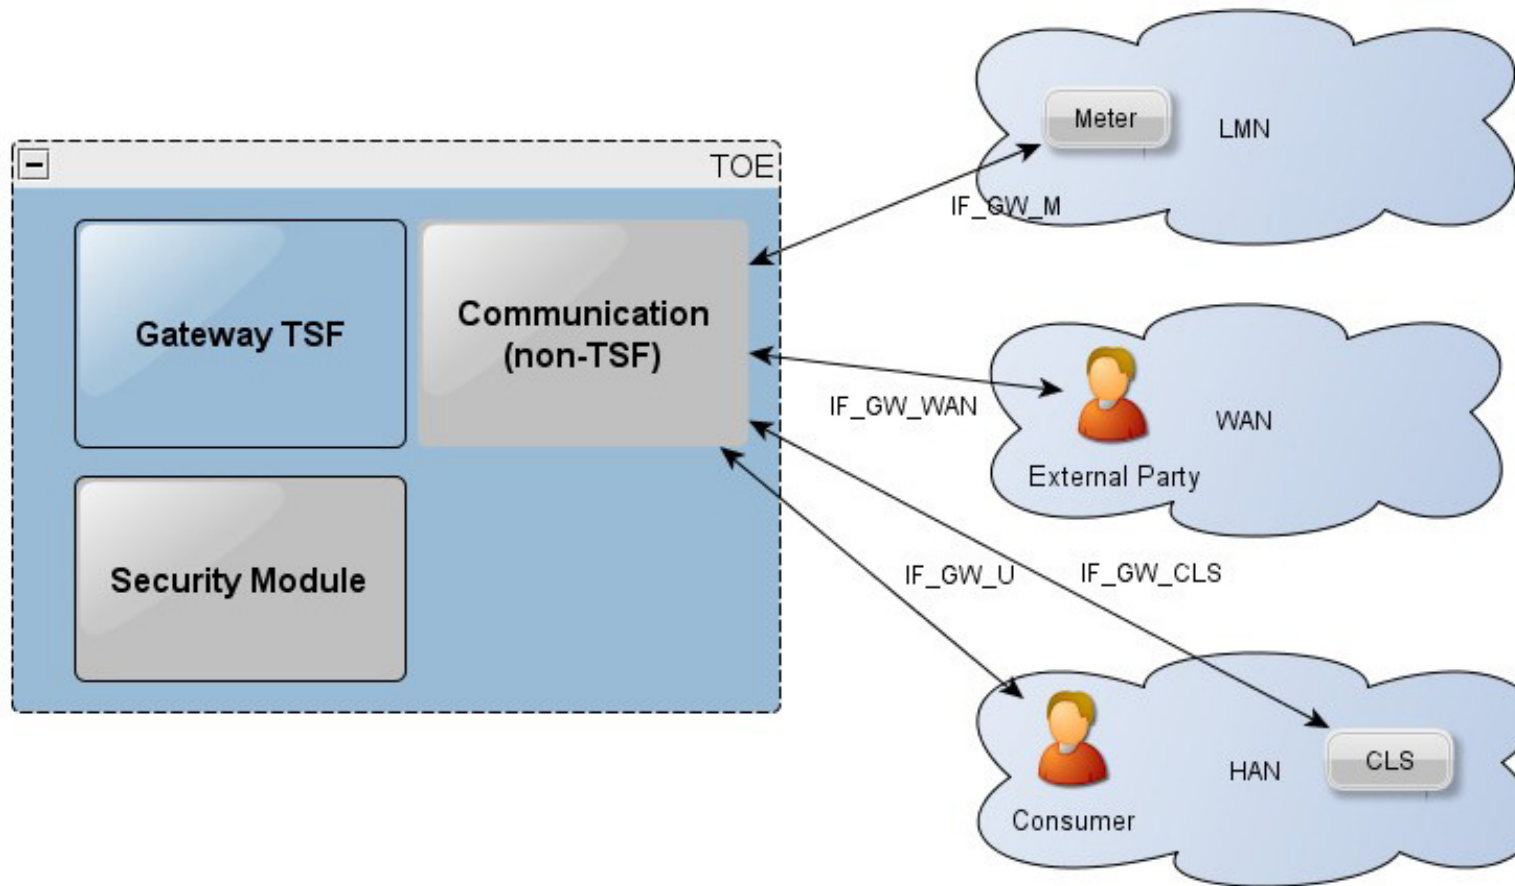 TOE
Gateway TSF
Communication
(non-TSF)
Security Module
Meter
LMN
IF_GW_M
IF_GW_WAN
WAN
External Party
IF_GW_U
IF_GW_CLS
HAN
CLS
Consumer